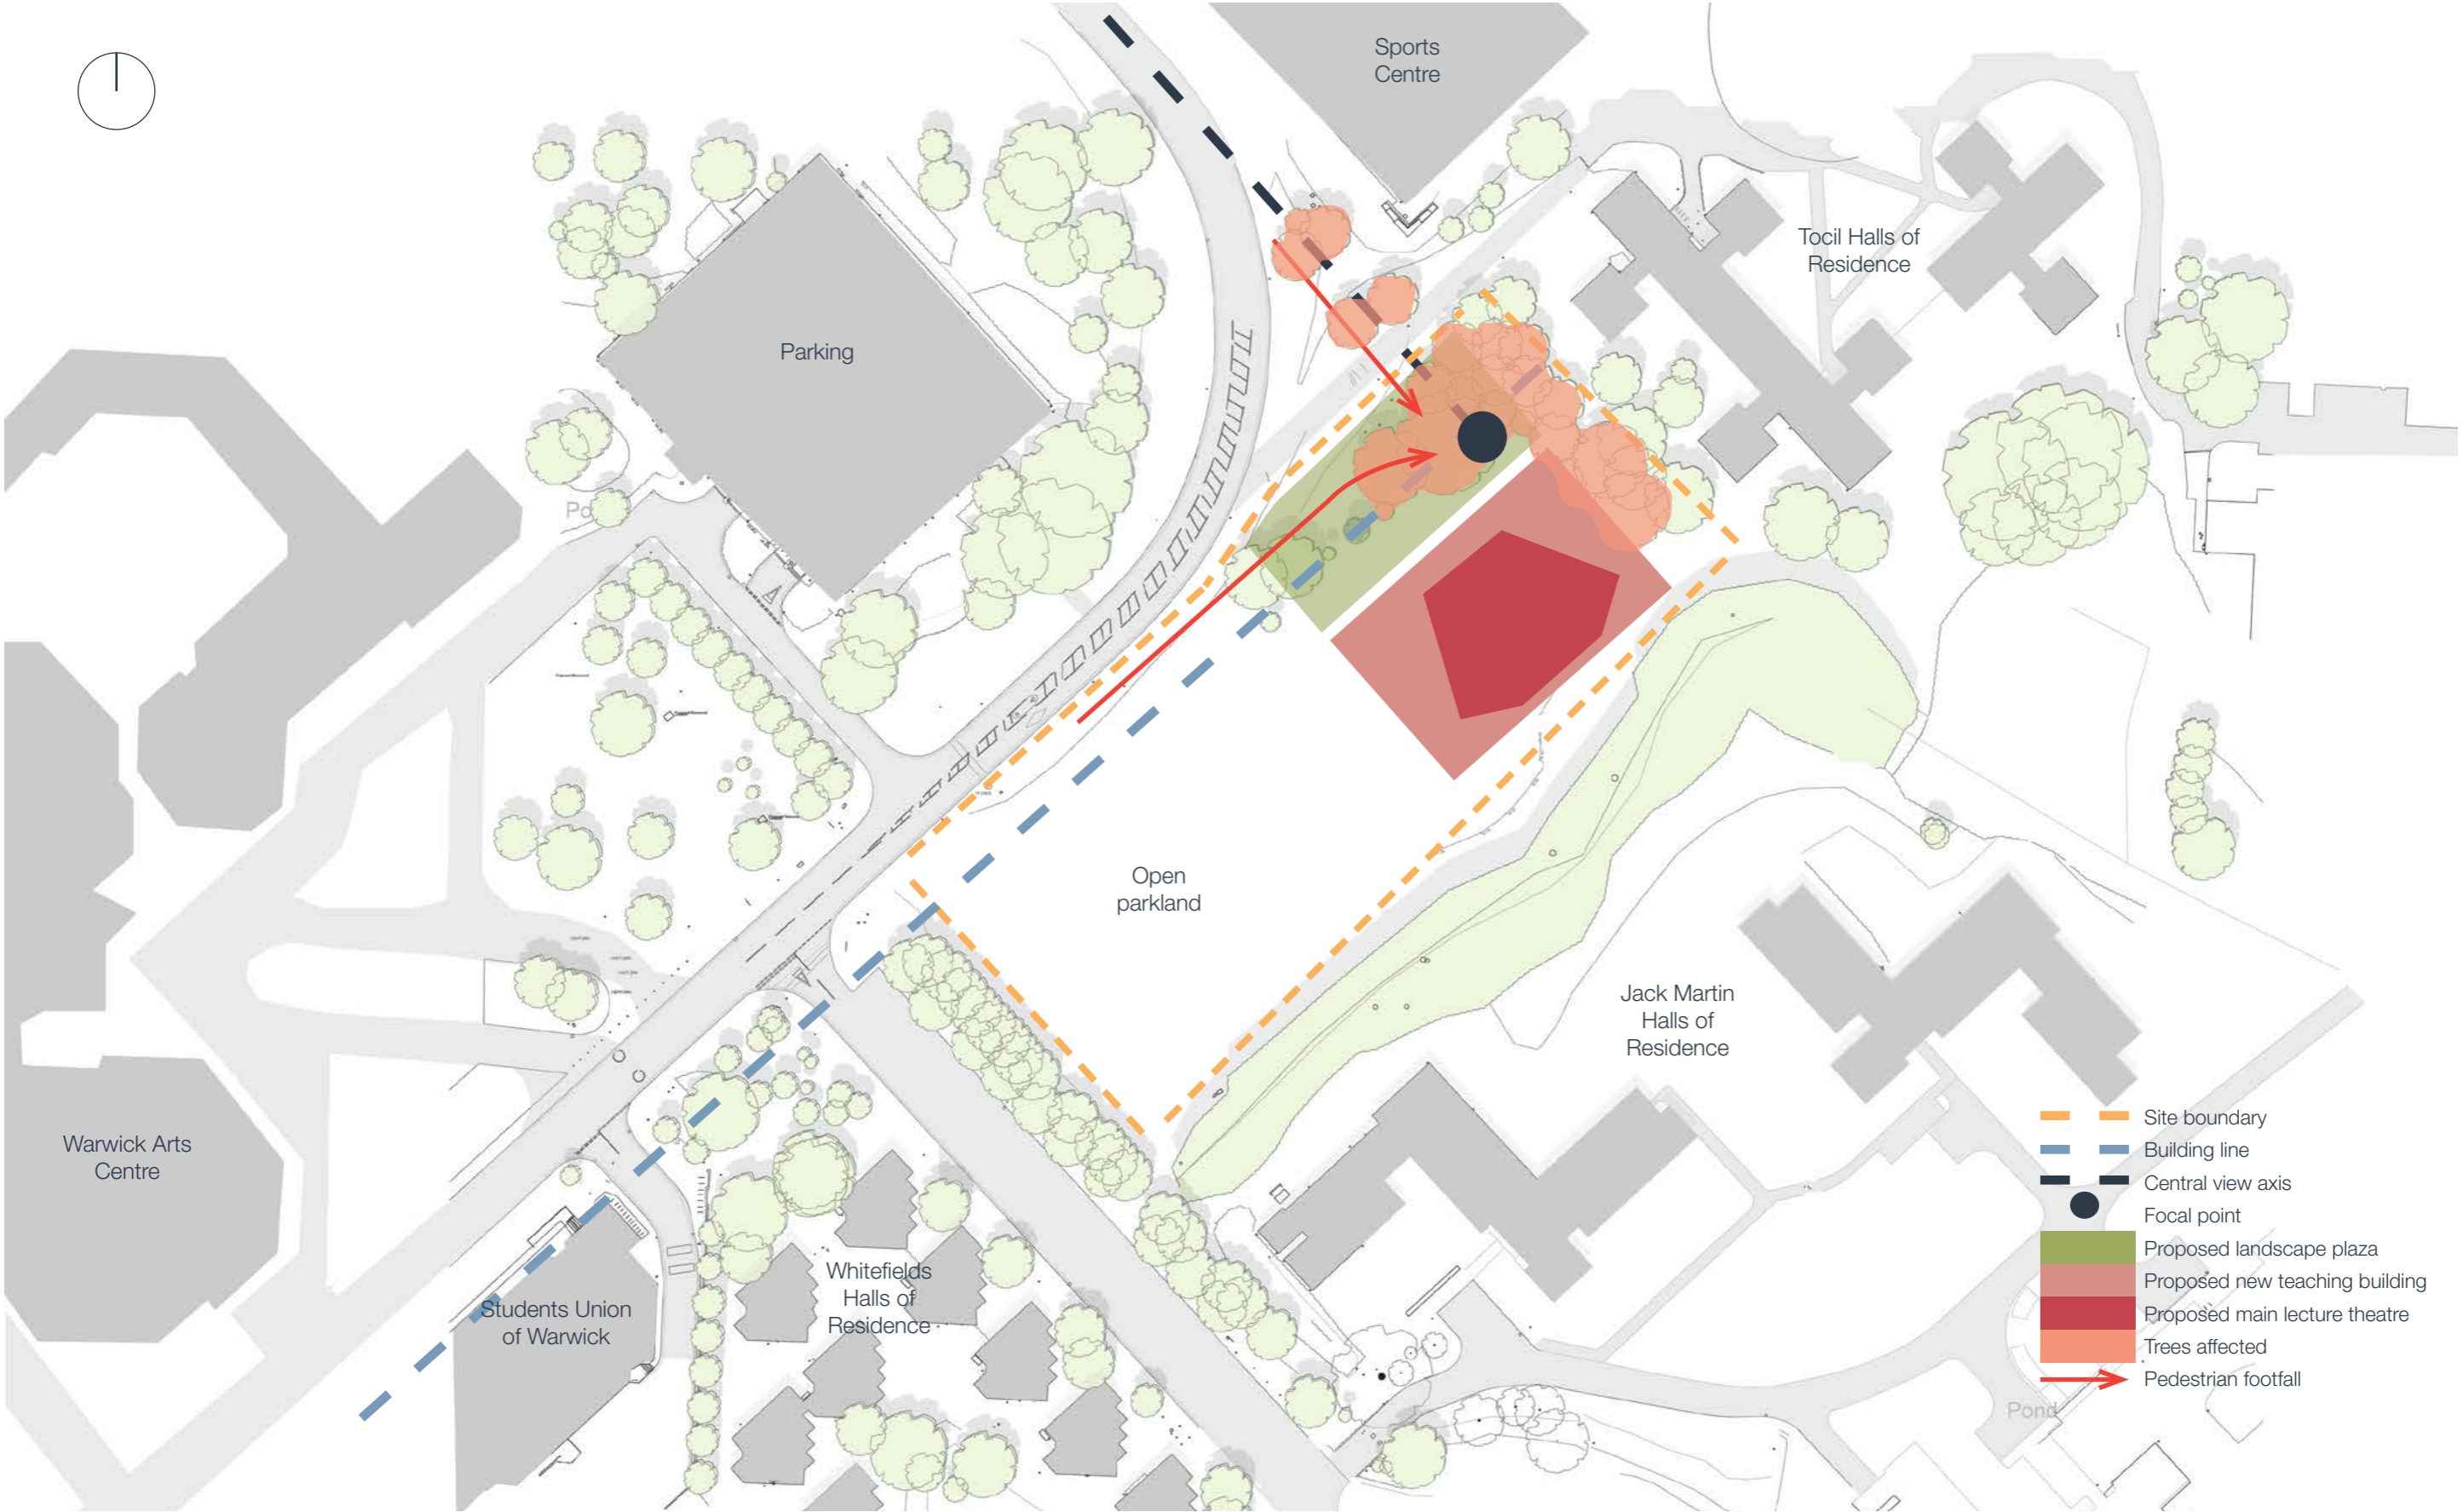 Sports
Centre
Tocil Halls of
Residence
Parking
Po
Open
parkland
Jack Martin
Halls of
Residence
Warwick Arts
Centre
Whitefields
Halls of
Residence
Students Union
of Warwick
Site boundary
Building line
Central view axis
Focal point
Proposed landscape plaza
Proposed new teaching building
Proposed main lecture theatre
Trees affected
Pedestrian footfall
Pond